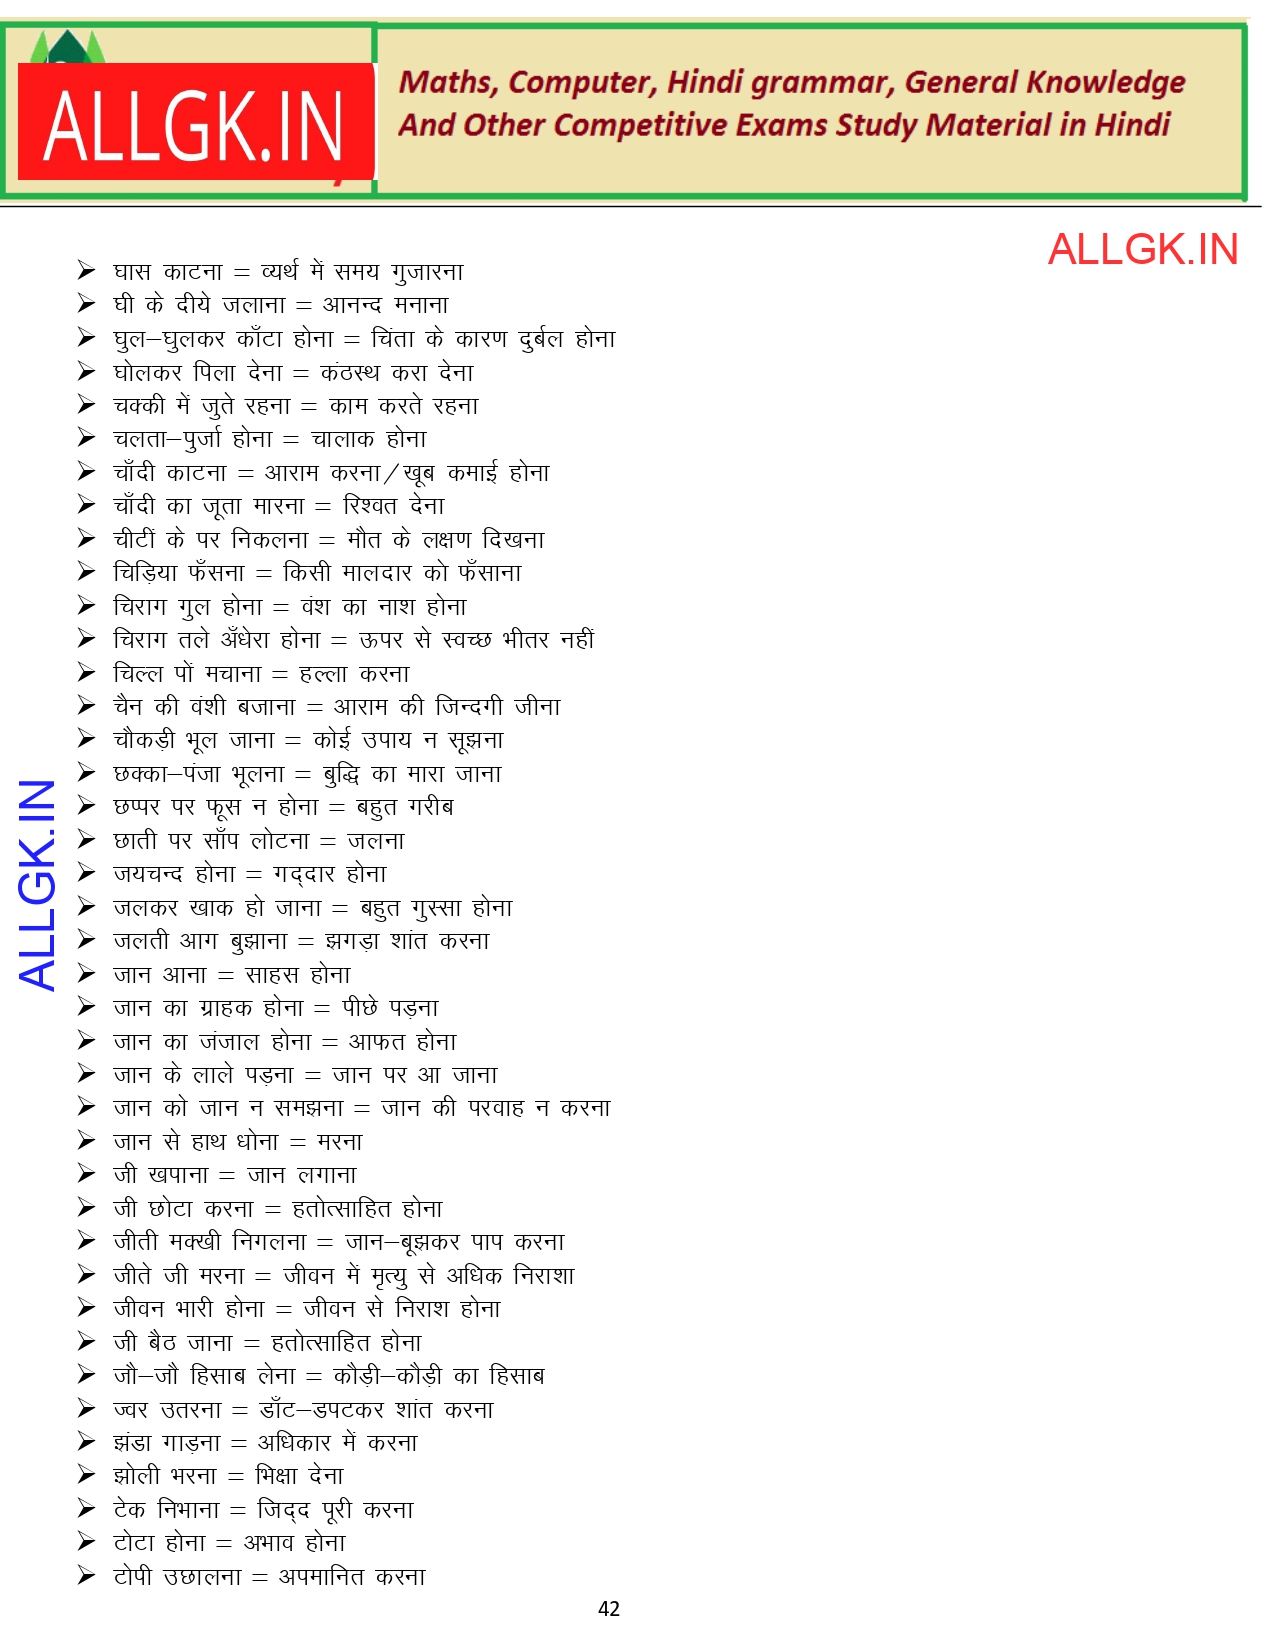 ALLGK.IN
Maths, Computer, Hindi grammar, General Knowledge
And Other Competitive Exams Study Material in Hindi
ALLGK.IN
➢ घास काटना = व्यर्थ में समय गुजारना
➢ घी के दीये जलाना = आनन्द मनाना
➢ घुल–घुलकर काँटा होना = चिंता के कारण दुर्बल होना
➢ घोलकर पिला देना = कंठस्थ करा देना
➢ चक्की में जुते रहना = काम करते रहना
➢ चलता–पुर्जा होना = चालाक होना
➢ चाँदी काटना = आराम करना/खूब कमाई होना
➢ चाँदी का जूता मारना = रिश्वत देना
➢ चीटीं के पर निकलना = मौत के लक्षण दिखना
➢ चिड़िया फँसना = किसी मालदार को फँसाना
➢ चिराग गुल होना = वंश का नाश होना
➢ चिराग तले अँधेरा होना = ऊपर से स्वच्छ भीतर नहीं
➢ चिल्ल पों मचाना = हल्ला करना
➢ चैन की वंशी बजाना = आराम की जिन्दगी जीना
➢ चौकड़ी भूल जाना = कोई उपाय न सूझना
➢ छक्का–पंजा भूलना = बुद्धि का मारा जाना
➢ छप्पर पर फूस न होना = बहुत गरीब
➢ छाती पर साँप लोटना = जलना
➢ जयचन्द होना = गद्दार होना
➢ जलकर खाक हो जाना = बहुत गुस्सा होना
➢ जलती आग बुझाना = झगड़ा शांत करना
➢ जान आना = साहस होना
➢ जान का ग्राहक होना = पीछे पड़ना
➢ जान का जंजाल होना = आफत होना
➢ जान के लाले पड़ना = जान पर आ जाना
➢ जान को जान न समझना = जान की परवाह न करना
➢ जान से हाथ धोना = मरना
➢ जी खपाना = जान लगाना
➢ जी छोटा करना = हतोत्साहित होना
➢ जीती मक्खी निगलना = जान–बूझकर पाप करना
➢ जीते जी मरना = जीवन में मृत्यु से अधिक निराशा
➢ जीवन भारी होना = जीवन से निराश होना
➢ जी बैठ जाना = हतोत्साहित होना
➢ जौ–जौ हिसाब लेना = कौड़ी–कौड़ी का हिसाब
➢ ज्वर उतरना = डाँट–डपटकर शांत करना
➢ झंडा गाड़ना = अधिकार में करना
➢ झोली भरना = भिक्षा देना
➢ टेक निभाना = जिद्द पूरी करना
➢ टोटा होना = अभाव होना
➢ टोपी उछालना = अपमानित करना
ALLGK.IN
42